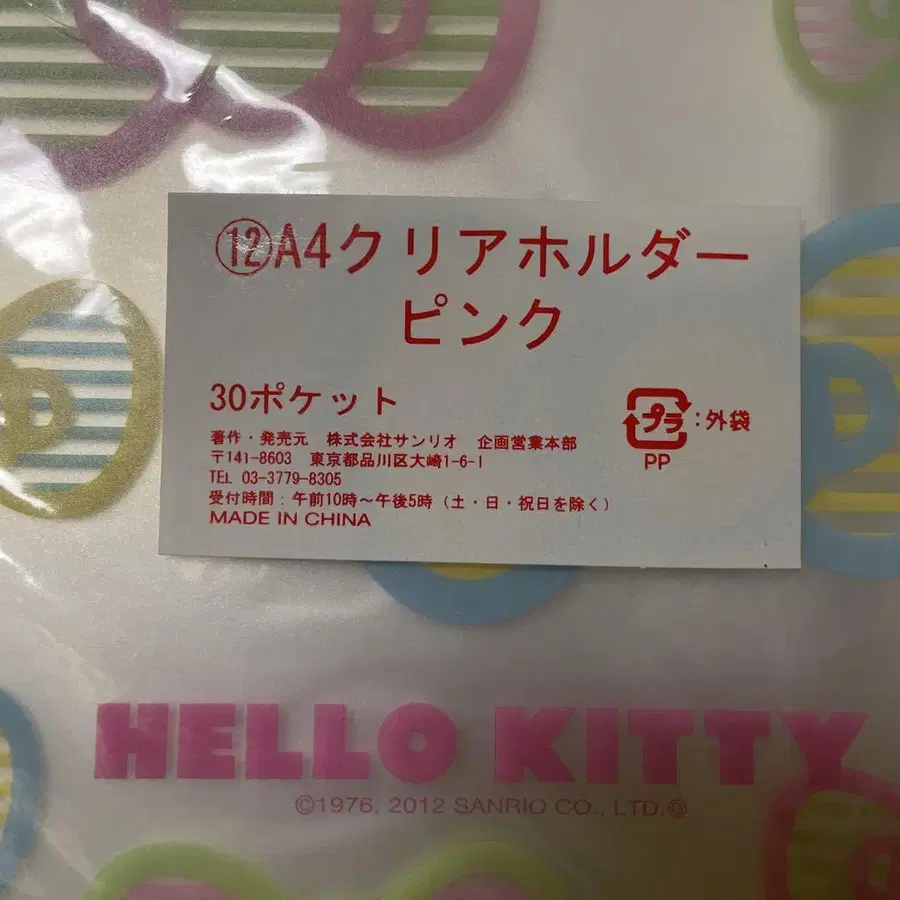 ⑫A4クリアホルダー
ピンク
30ポケット
著作・発売元 株式会社サンリオ 企画営業本部
〒141-8603 東京都品川区大崎1-6-1
TEL 03-3779-8305
受付時間：午前10時～午後5時（土・日・祝日を除く）
MADE IN CHINA
プラ：外袋
PP
HELLO KITTY
©1976, 2012 SANRIO CO., LTD.